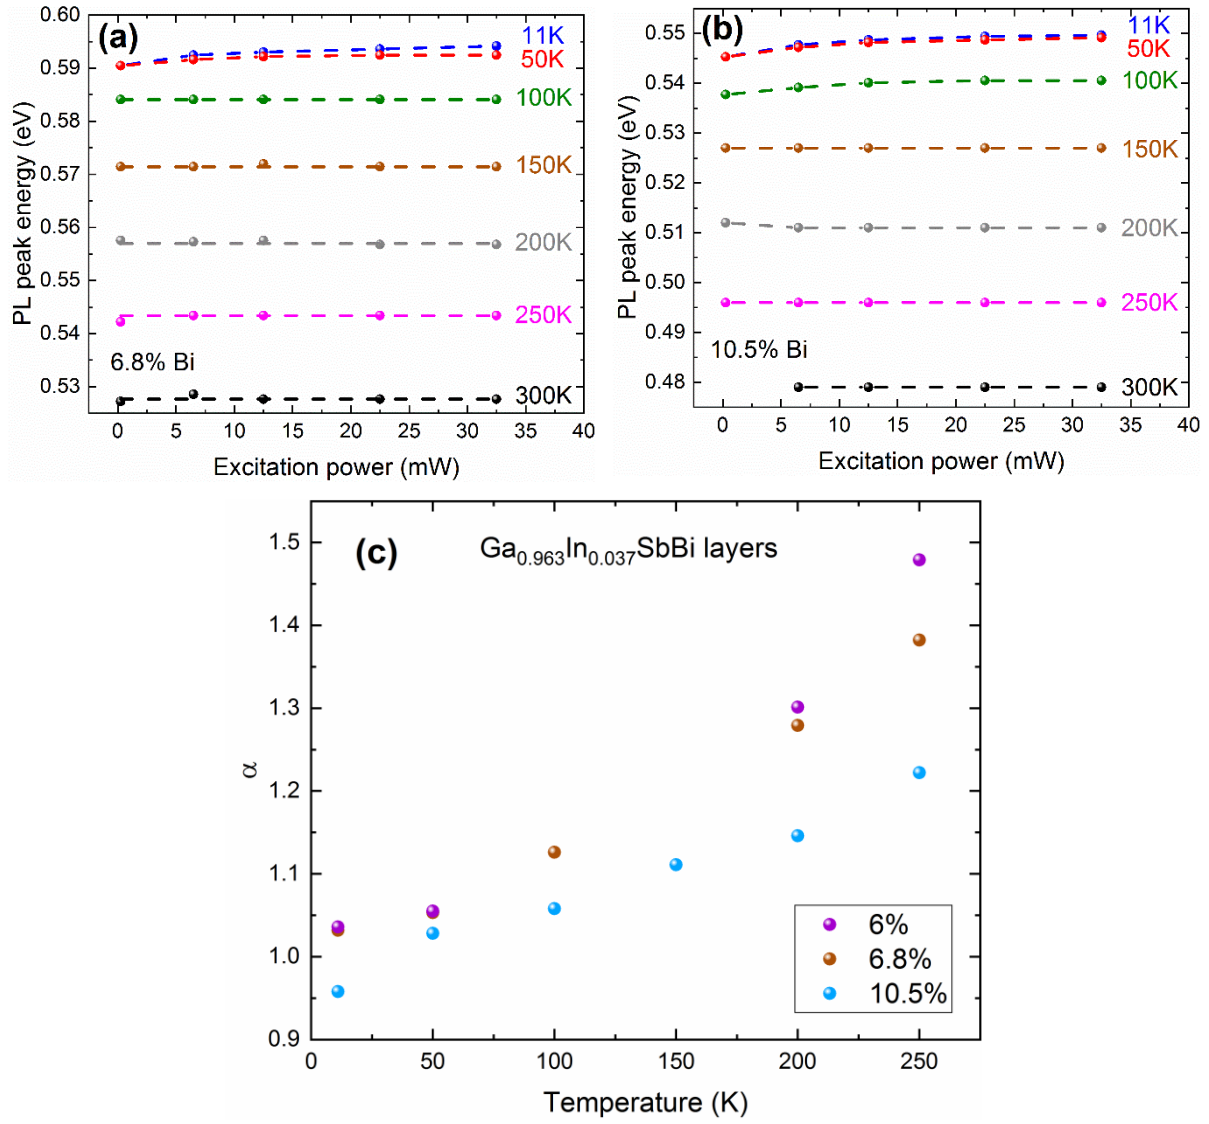 (a)
0.60
0.59
0.58
0.57
0.56
0.55
0.54
0.53
PL peak energy (eV)
11K
50K
100K
150K
200K
250K
300K
6.8% Bi
0 5 10 15 20 25 30 35 40
Excitation power (mW)
(b)
0.55
0.54
0.53
0.52
0.51
0.50
0.49
0.48
PL peak energy (eV)
11K
50K
100K
150K
200K
250K
300K
10.5% Bi
0 5 10 15 20 25 30 35 40
Excitation power (mW)
(c)
Ga0.963In0.037SbBi layers
1.5
1.4
1.3
1.2
1.1
1.0
0.9
α
6%
6.8%
10.5%
0 50 100 150 200 250
Temperature (K)